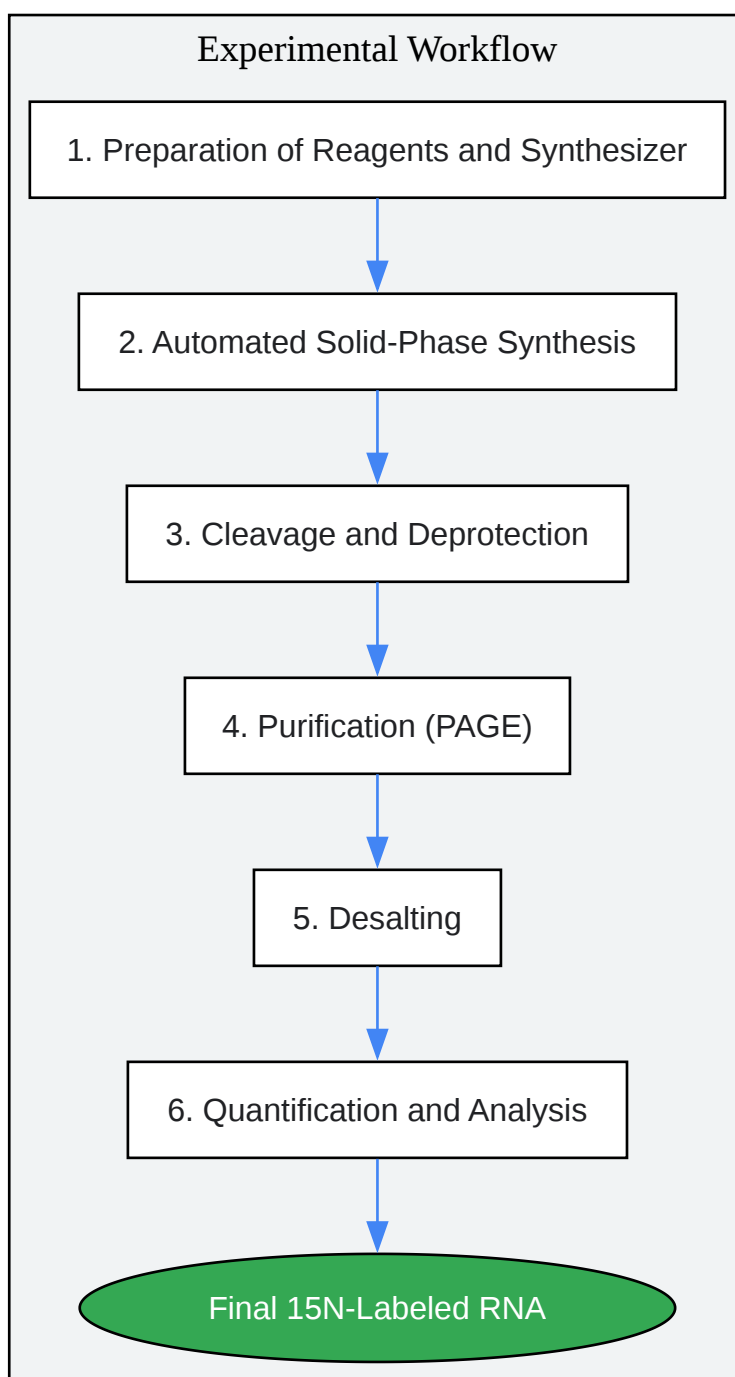 Experimental Workflow
1. Preparation of Reagents and Synthesizer
2. Automated Solid-Phase Synthesis
3. Cleavage and Deprotection
4. Purification (PAGE)
5. Desalting
6. Quantification and Analysis
Final 15N-Labeled RNA